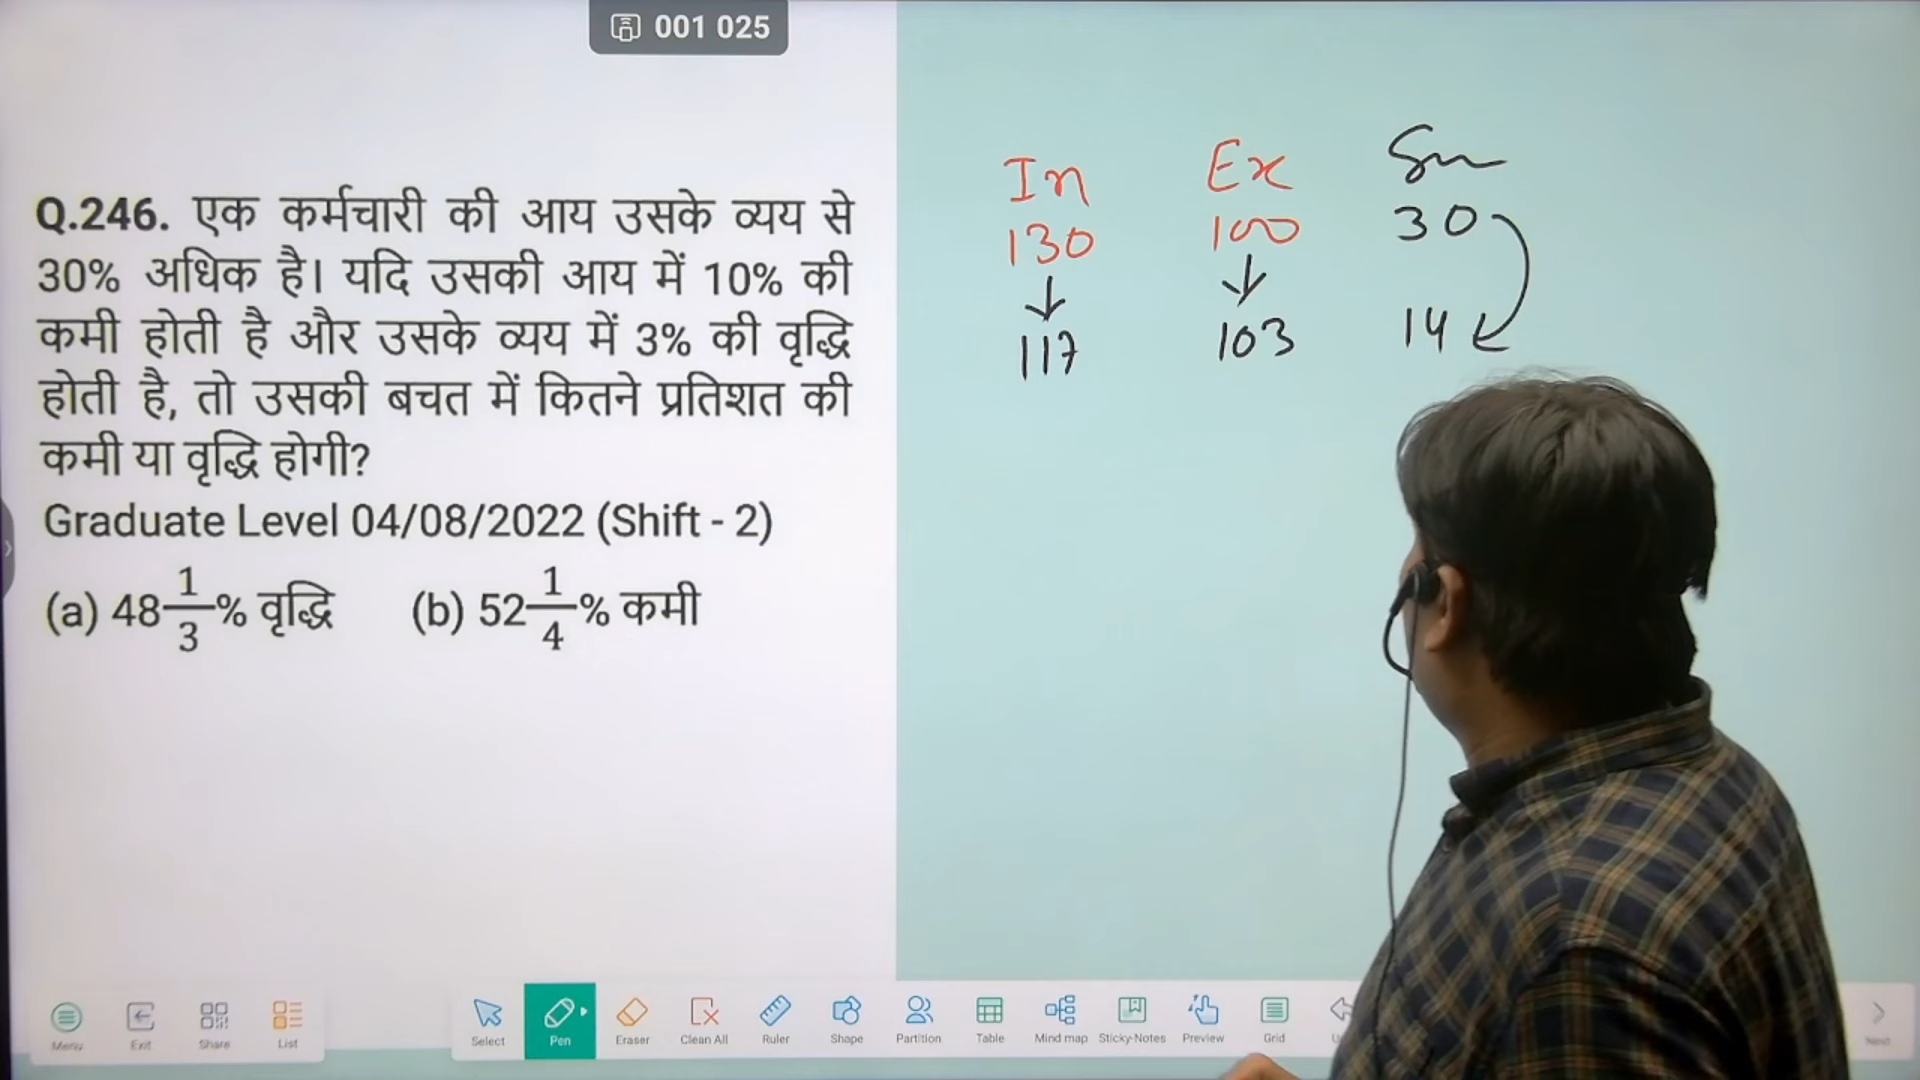 001 025
Q.246. एक कर्मचारी की आय उसके व्यय से
30% अधिक है। यदि उसकी आय में 10% की
कमी होती है और उसके व्यय में 3% की वृद्धि
होती है, तो उसकी बचत में कितने प्रतिशत की
कमी या वृद्धि होगी?
Graduate Level 04/08/2022 (Shift - 2)
(a) 48 1/3 % वृद्धि (b) 52 1/4 % कमी
In Ex
130 100 30
117 103 14
Menu Exit Share List Select Pen Eraser Clean All Ruler Shape Partition Table Mind map Sticky-Notes Preview Grid Next